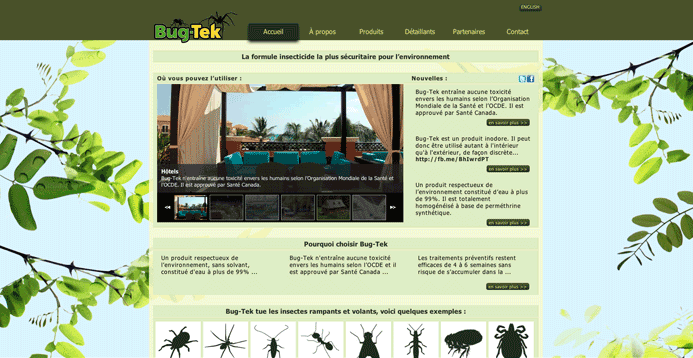 ENGLISH
Bug-Tek
Accueil À propos Produits Détaillants Partenaires Contact
La formule insecticide la plus sécuritaire pour l'environnement
Où vous pouvez l'utiliser :
Hôtels
Bug-Tek n'entraîne aucune toxicité envers les humains selon l'Organisation Mondiale de la Santé et
l'OCDE. Il est approuvé par Santé Canada.
Nouvelles :
Bug-Tek entraîne aucune toxicité
envers les humains selon l'Organisation
Mondiale de la Santé et l'OCDE. Il est
approuvé par Santé Canada.
en savoir plus >>
Bug-Tek est un produit inodore. Il peut
donc être utilisé autant à l'intérieur
qu'à l'extérieur, de façon discrète...
http://fb.me/BhIwrdPT
en savoir plus >>
Un produit respectueux de
l'environnement constitué d'eau à plus
de 99%. Il est totalement
homogénéisé à base de perméthrine
synthétique.
en savoir plus >>
Pourquoi choisir Bug-Tek
Un produit respectueux de
l'environnement, sans solvant,
constitué d'eau à plus de 99% ...
Bug-Tek n'entraîne aucune toxicité
envers les humains selon l'OCDE et il
est approuvé par Santé Canada ...
Les traitements préventifs restent
efficaces de 4 à 6 semaines sans
risque de s'accumuler dans la ...
en savoir plus >>
Bug-Tek tue les insectes rampants et volants, voici quelques exemples :